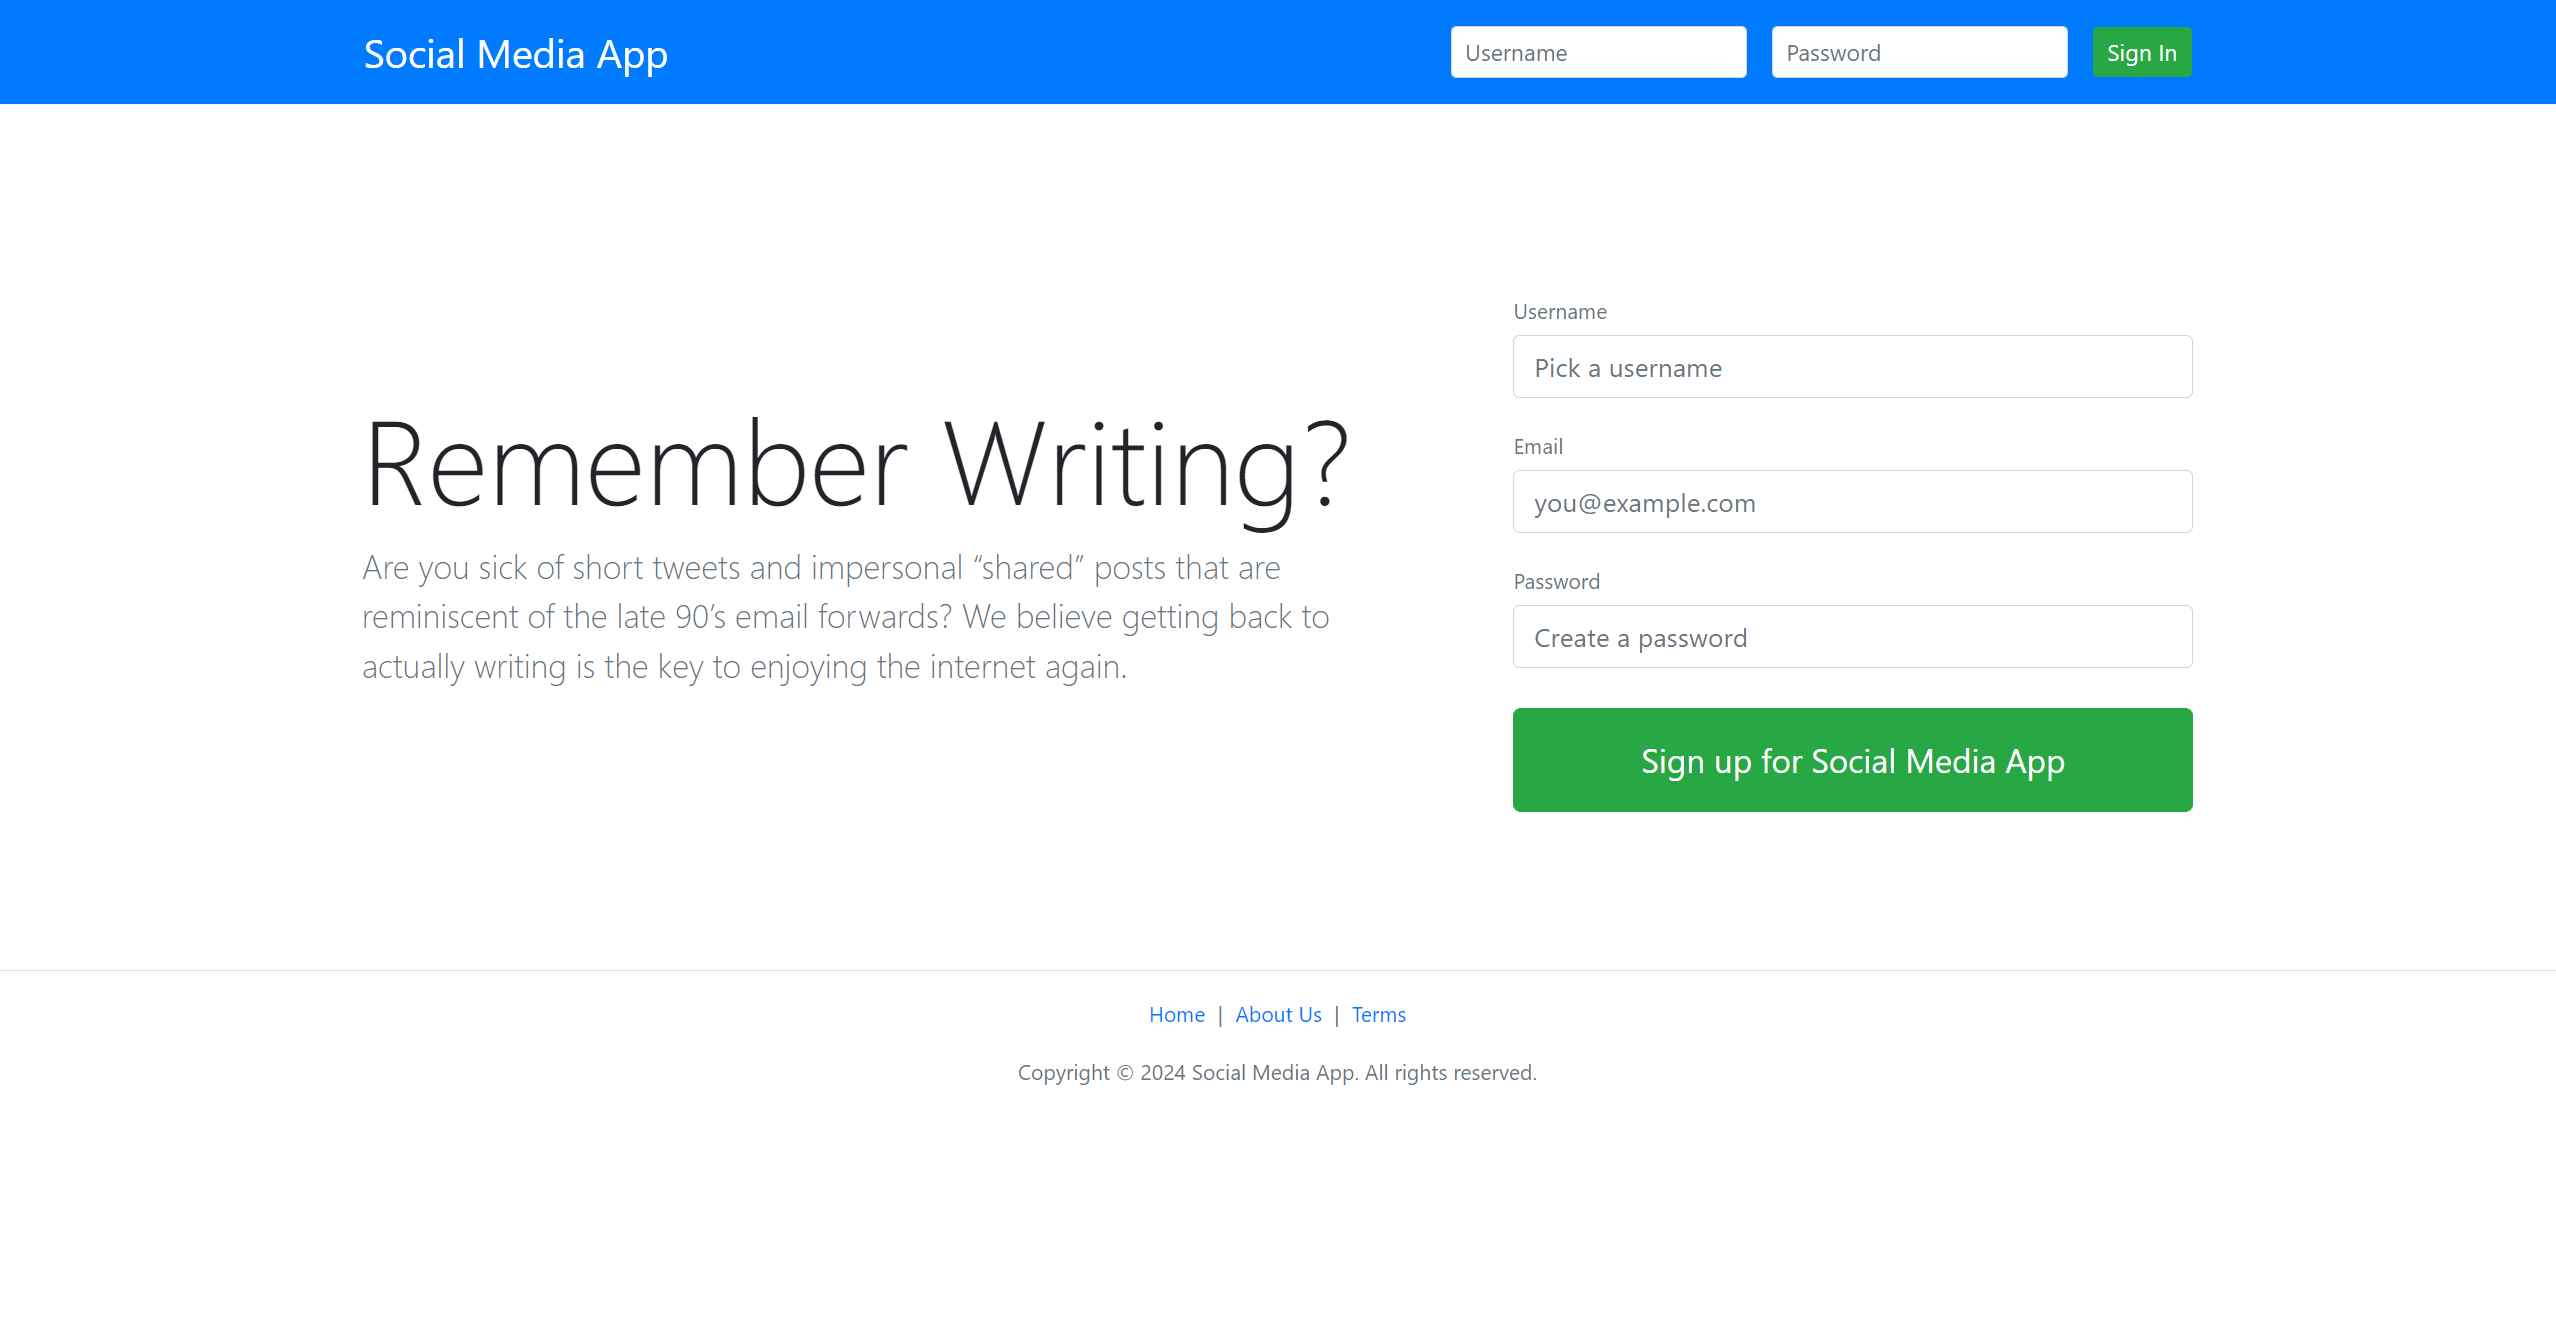 Social Media App
Username
Password
Sign In
Remember Writing?
Are you sick of short tweets and impersonal “shared” posts that are
reminiscent of the late 90’s email forwards? We believe getting back to
actually writing is the key to enjoying the internet again.
Username
Pick a username
Email
you@example.com
Password
Create a password
Sign up for Social Media App
Home | About Us | Terms
Copyright © 2024 Social Media App. All rights reserved.